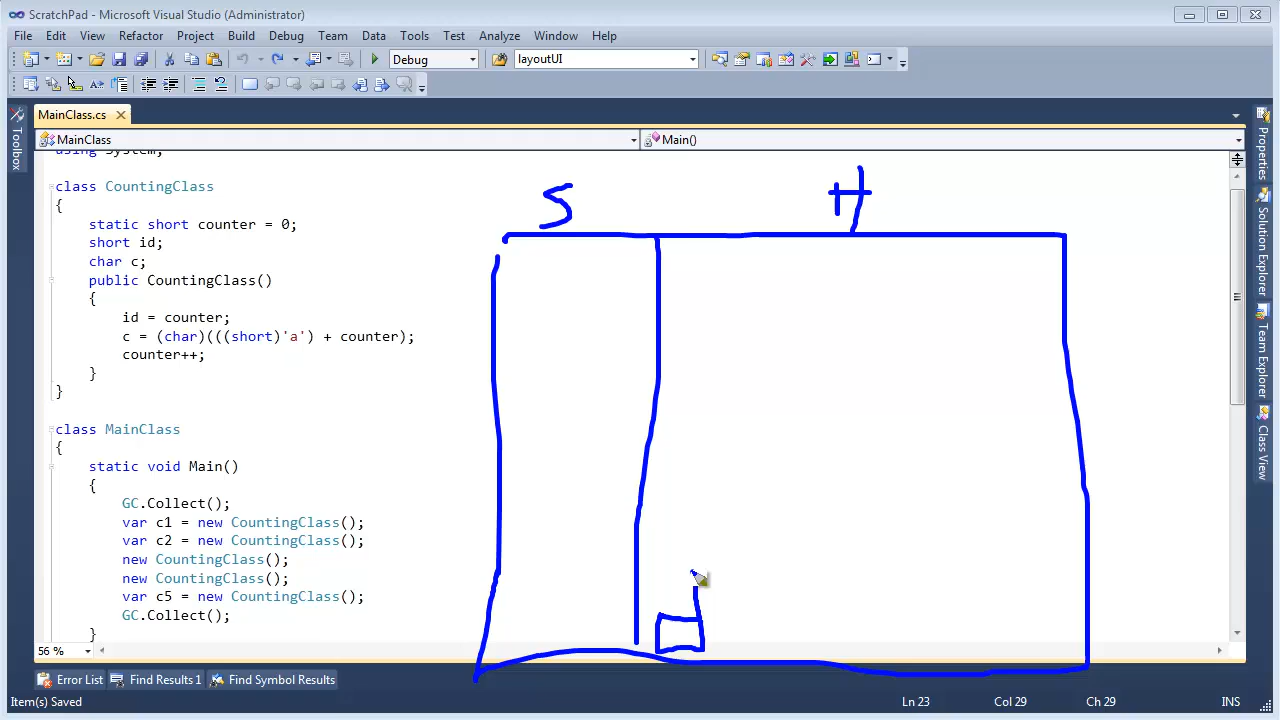 ScratchPad - Microsoft Visual Studio (Administrator)
File Edit View Refactor Project Build Debug Team Data Tools Test Analyze Window Help
Debug layoutUI
MainClass.cs
MainClass Main()
using System;
class CountingClass
{
static short counter = 0;
short id;
char c;
public CountingClass()
{
id = counter;
c = (char)(((short)'a') + counter);
counter++;
}
}
class MainClass
{
static void Main()
{
GC.Collect();
var c1 = new CountingClass();
var c2 = new CountingClass();
new CountingClass();
new CountingClass();
var c5 = new CountingClass();
GC.Collect();
}
S H
Toolbox
Properties
Solution Explorer
Team Explorer
Class View
56 %
Error List Find Results 1 Find Symbol Results
Item(s) Saved Ln 23 Col 29 Ch 29 INS